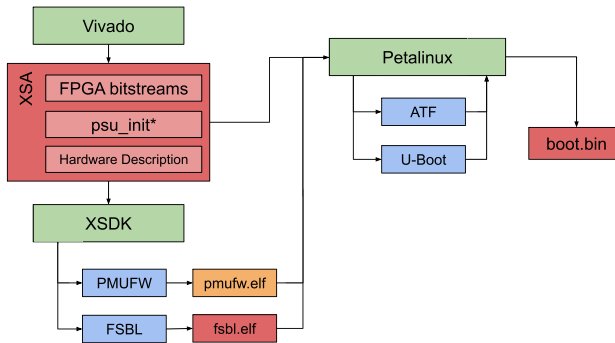 Vivado
XSA
FPGA bitstreams
psu_init*
Hardware Description
XSDK
PMUFW
pmufw.elf
FSBL
fsbl.elf
Petalinux
ATF
U-Boot
boot.bin